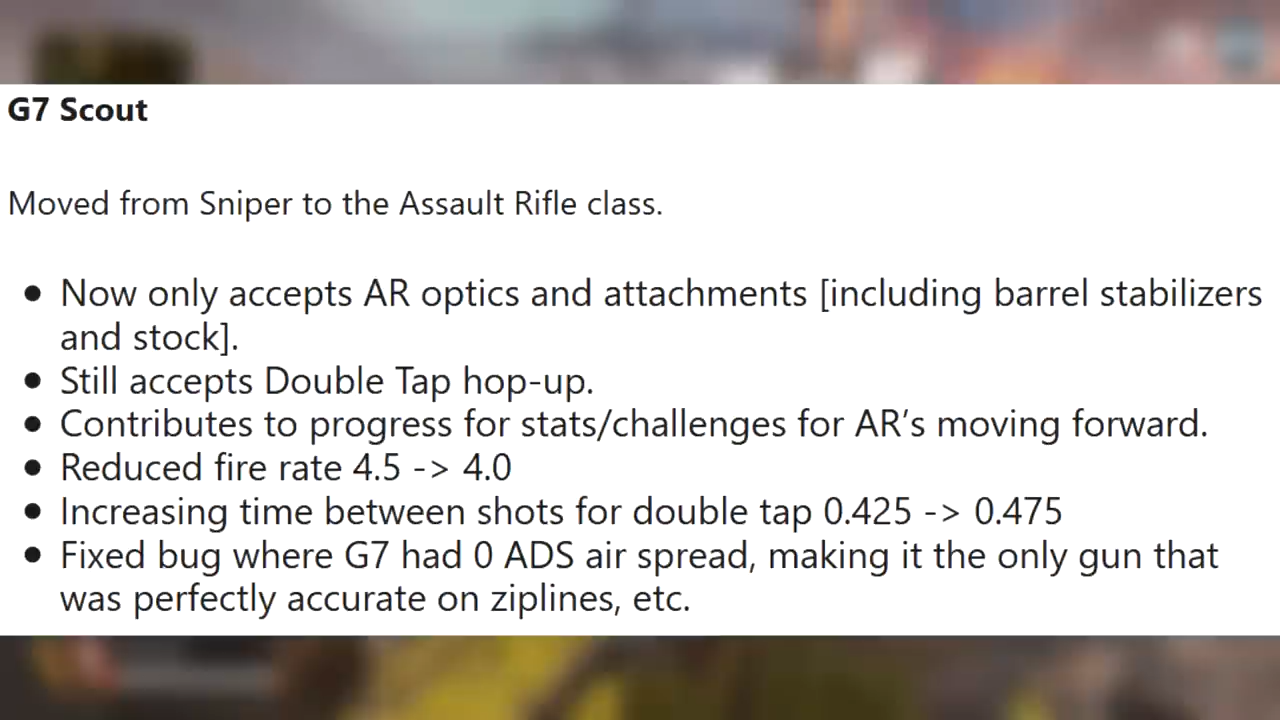 G7 Scout
Moved from Sniper to the Assault Rifle class.
● Now only accepts AR optics and attachments [including barrel stabilizers
and stock].
● Still accepts Double Tap hop-up.
● Contributes to progress for stats/challenges for AR’s moving forward.
● Reduced fire rate 4.5 -> 4.0
● Increasing time between shots for double tap 0.425 -> 0.475
● Fixed bug where G7 had 0 ADS air spread, making it the only gun that
was perfectly accurate on ziplines, etc.